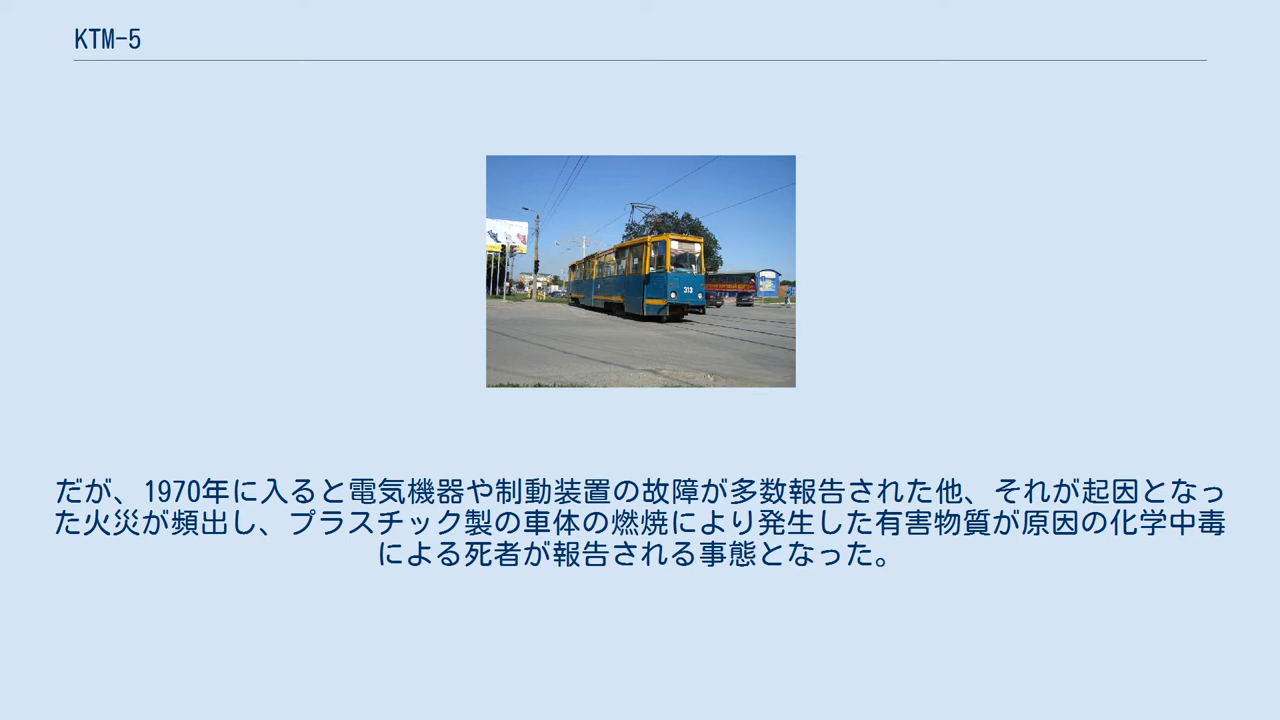 KTM-5
313
だが、1970年に入ると電気機器や制動装置の故障が多数報告された他、それが起因となっ
た火災が頻出し、プラスチック製の車体の燃焼により発生した有害物質が原因の化学中毒
による死者が報告される事態となった。